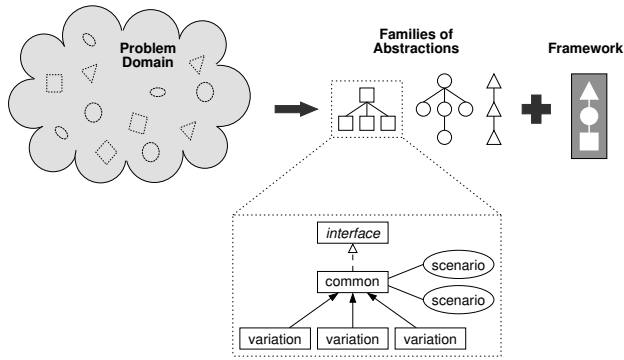 Problem
Domain
Families of
Abstractions
Framework
interface
common
scenario
scenario
variation
variation
variation